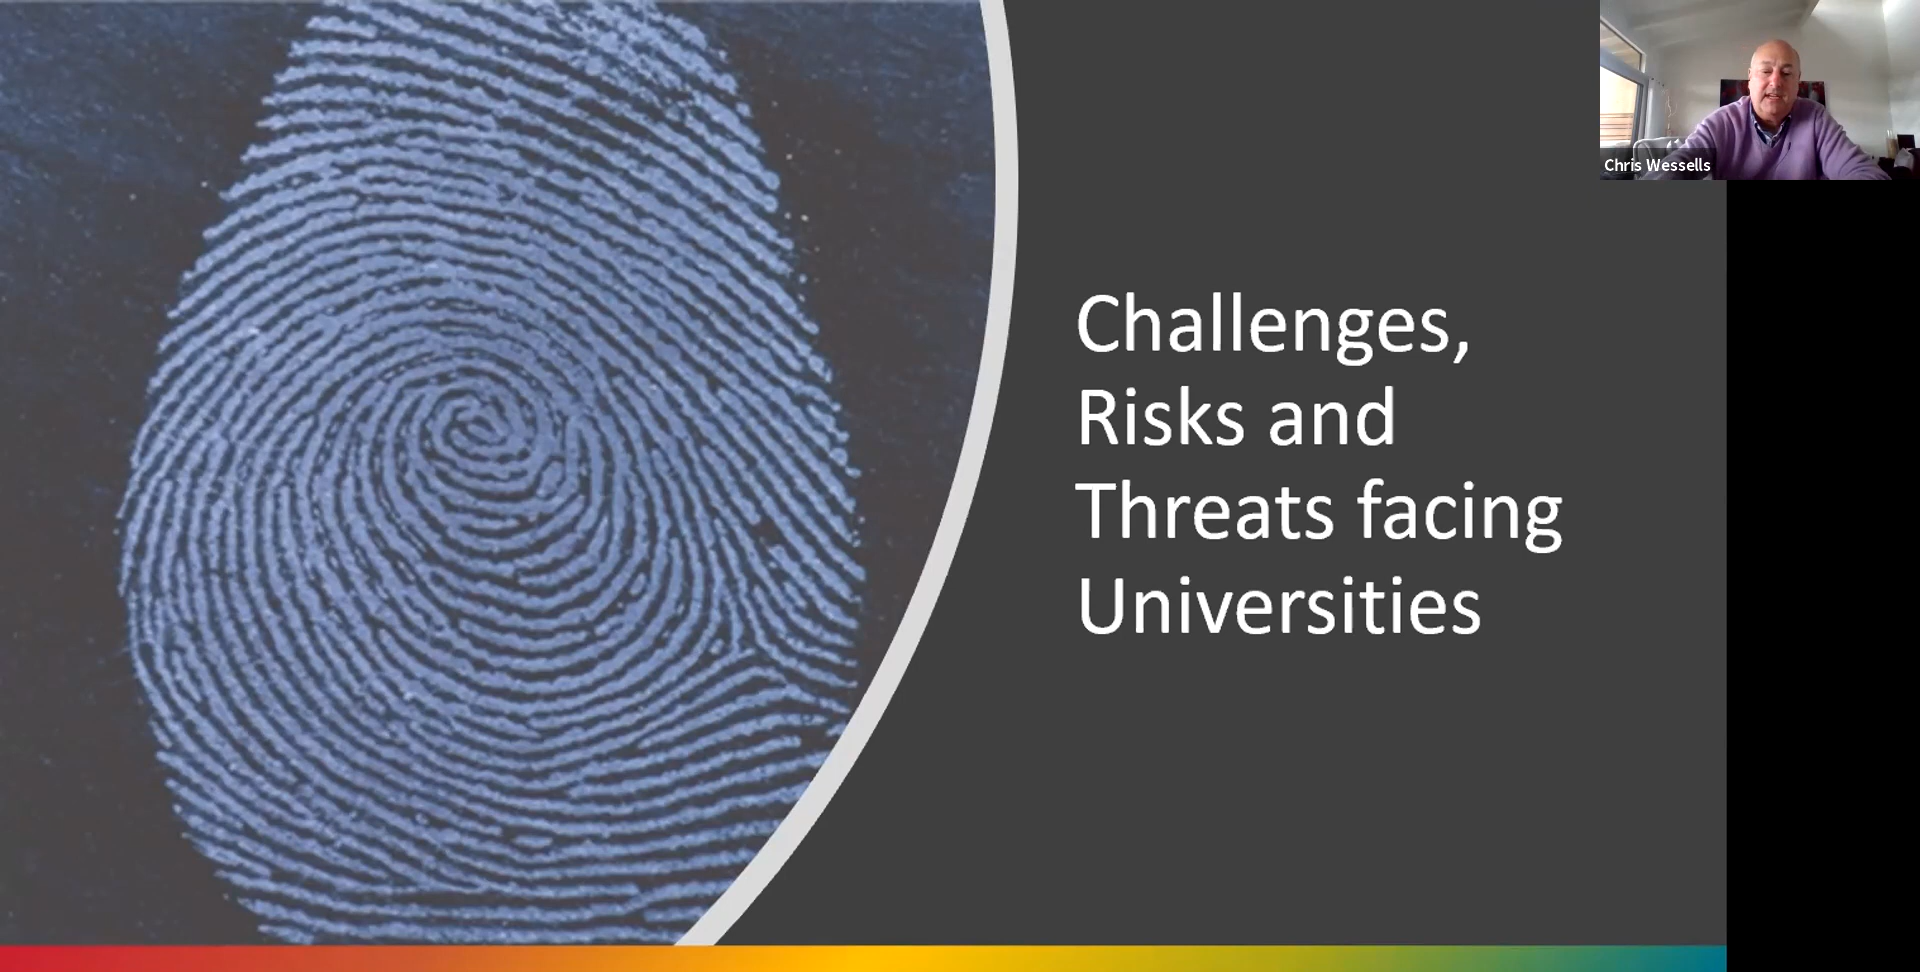 Chris Wessells
Challenges,
Risks and
Threats facing
Universities